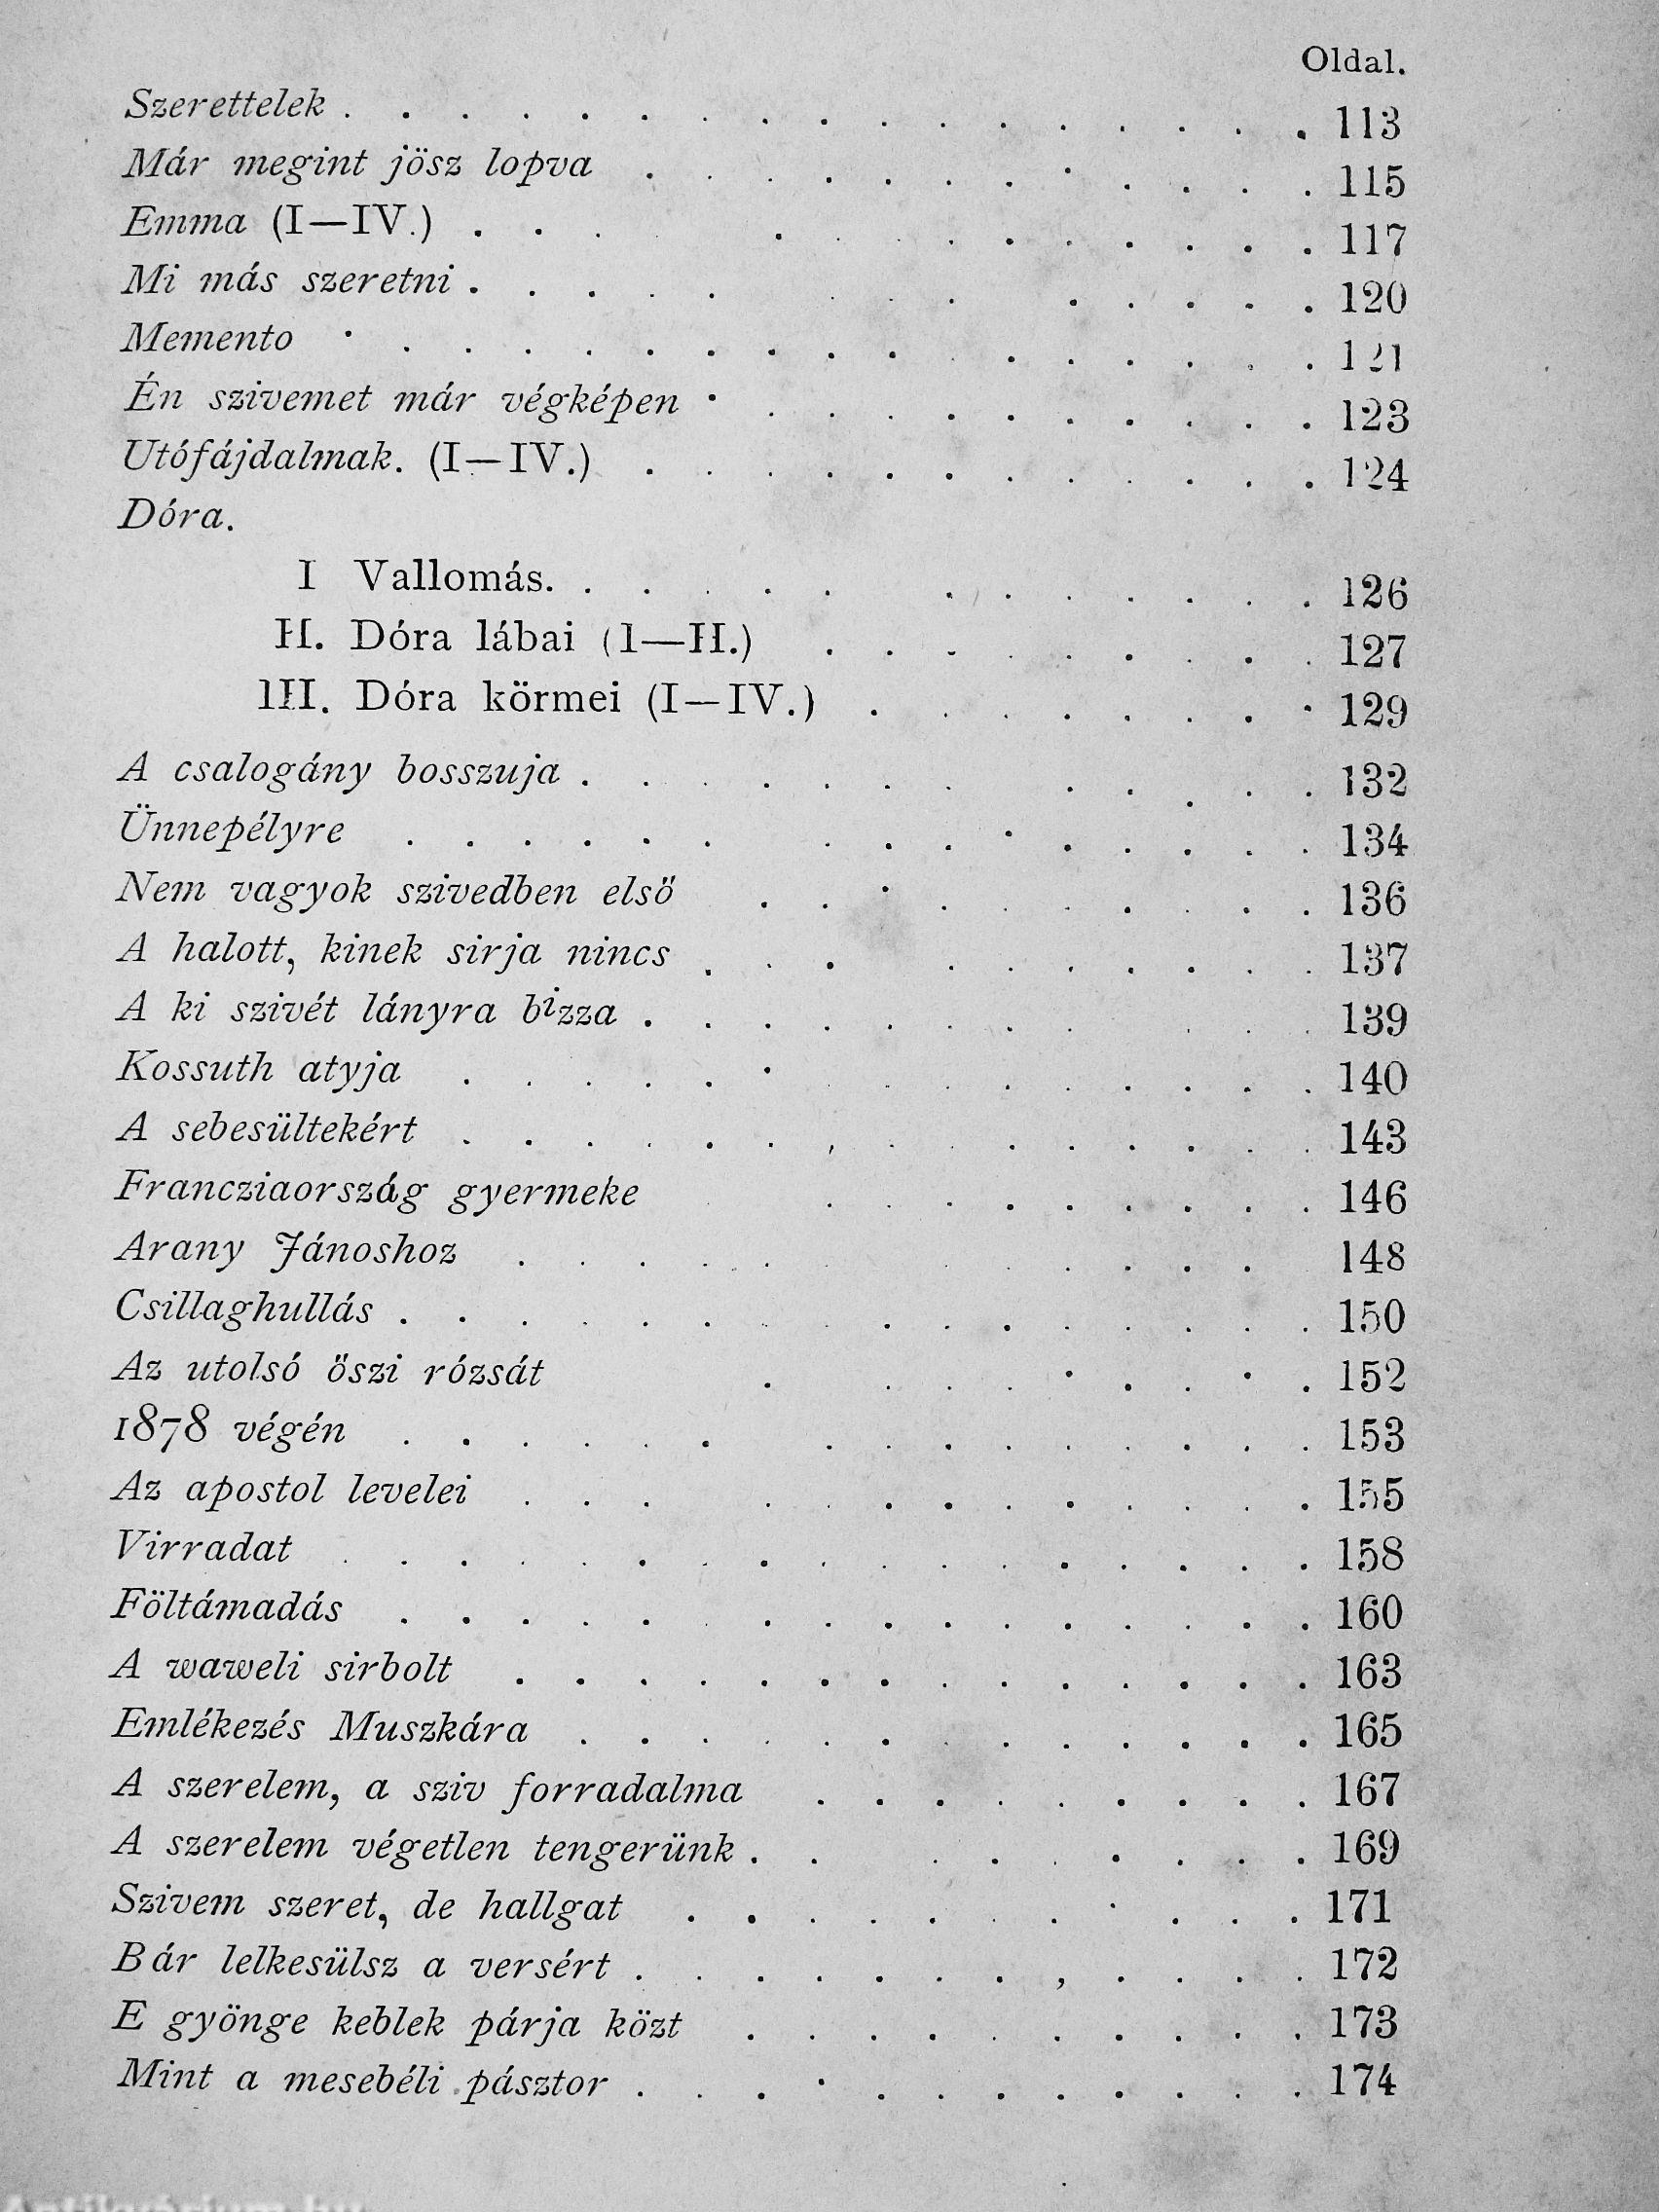 Oldal.
Szerettelek . . . . . . . . . . . . . . . . . 113
Már megint jösz lopva . . . . . . . . . . . . 115
Emma (I—IV.) . . . . . . . . . . . . . 117
Mi más szeretni . . . . . . . . . . . . 120
Memento . . . . . . . . . . . . . . . . 121
Én szivemet már végképen . . . . . . . . . . . 123
Utófájdalmak. (I—IV.) . . . . . . . . . . . . 124
Dóra.
I Vallomás. . . . . . . . . . . . . 126
II. Dóra lábai (I—II.) . . . . . . . . . 127
III. Dóra körmei (I—IV.) . . . . . . . . 129
A csalogány bosszuja . . . . . . . . . . . . 132
Ünnepélyre . . . . . . . . . . . . . . . 134
Nem vagyok szivedben első . . . . . . . . . . 136
A halott, kinek sirja nincs . . . . . . . . . . 137
A ki szivét lányra bizza . . . . . . . . . . . 139
Kossuth atyja . . . . . . . . . . . . . . 140
A sebesültekért . . . . . . . . . . . . . . . 143
Francziaország gyermeke . . . . . . . . . 146
Arany Jánoshoz . . . . . . . . . . 148
Csillaghullás . . . . . . . . . . . . . . . 150
Az utolsó őszi rózsát . . . . . . . . . 152
1878 végén . . . . . . . . . . . . . . . 153
Az apostol levelei . . . . . . . . . . . . . 155
Virradat . . . . . . . . . . . . . . . . . 158
Föltámadás . . . . . . . . . . . . . . . 160
A waweli sirbolt . . . . . . . . . . . . . . 163
Emlékezés Muszkára . . . . . . . . . . . . . 165
A szerelem, a sziv forradalma . . . . . . . . . 167
A szerelem végetlen tengerünk . . . . . . . . . 169
Szivem szeret, de hallgat . . . . . . . . . . . 171
Bár lelkesülsz a versért . . . . . . . , . . . . 172
E gyönge keblek párja közt . . . . . . . . . . 173
Mint a mesebéli pásztor . . . . . . . . . . . . 174